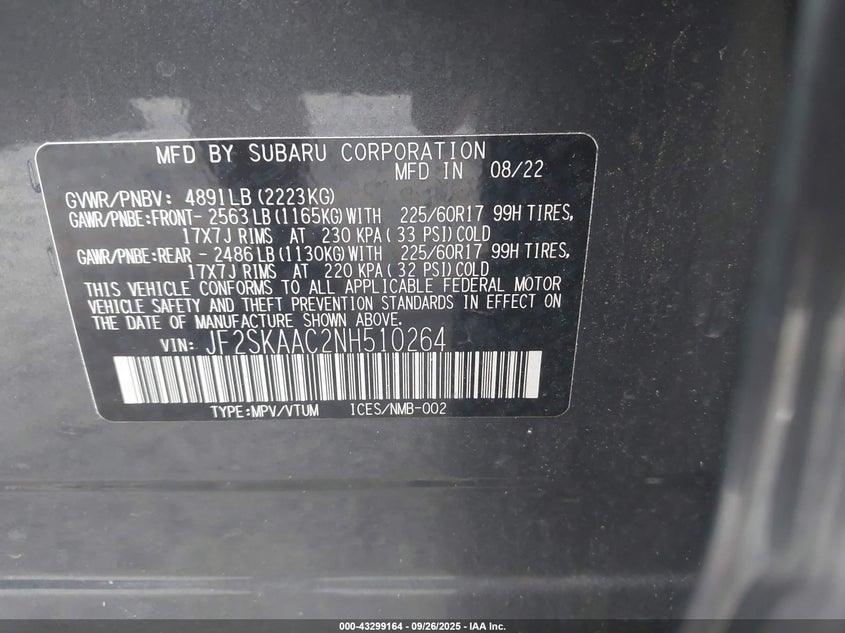 MFD BY SUBARU CORPORATION
MFD IN 08/22
GVWR/PNBV: 4891LB (2223KG)
GAWR/PNBE:FRONT- 2563 LB (1165KG) WITH 225/60R17 99H TIRES,
17X7J RIMS AT 230 KPA ( 33 PSI) COLD
GAWR/PNBE:REAR - 2486 LB (1130KG) WITH 225/60R17 99H TIRES,
17X7J RIMS AT 220 KPA ( 32 PSI) COLD
THIS VEHICLE CONFORMS TO ALL APPLICABLE FEDERAL MOTOR
VEHICLE SAFETY AND THEFT PREVENTION STANDARDS IN EFFECT ON
THE DATE OF MANUFACTURE SHOWN ABOVE.
VIN: JF2SKAAC2NH510264
TYPE:MPV/VTUM ICES/NMB-002
000-43299164 - 09/26/2025 - IAA Inc.